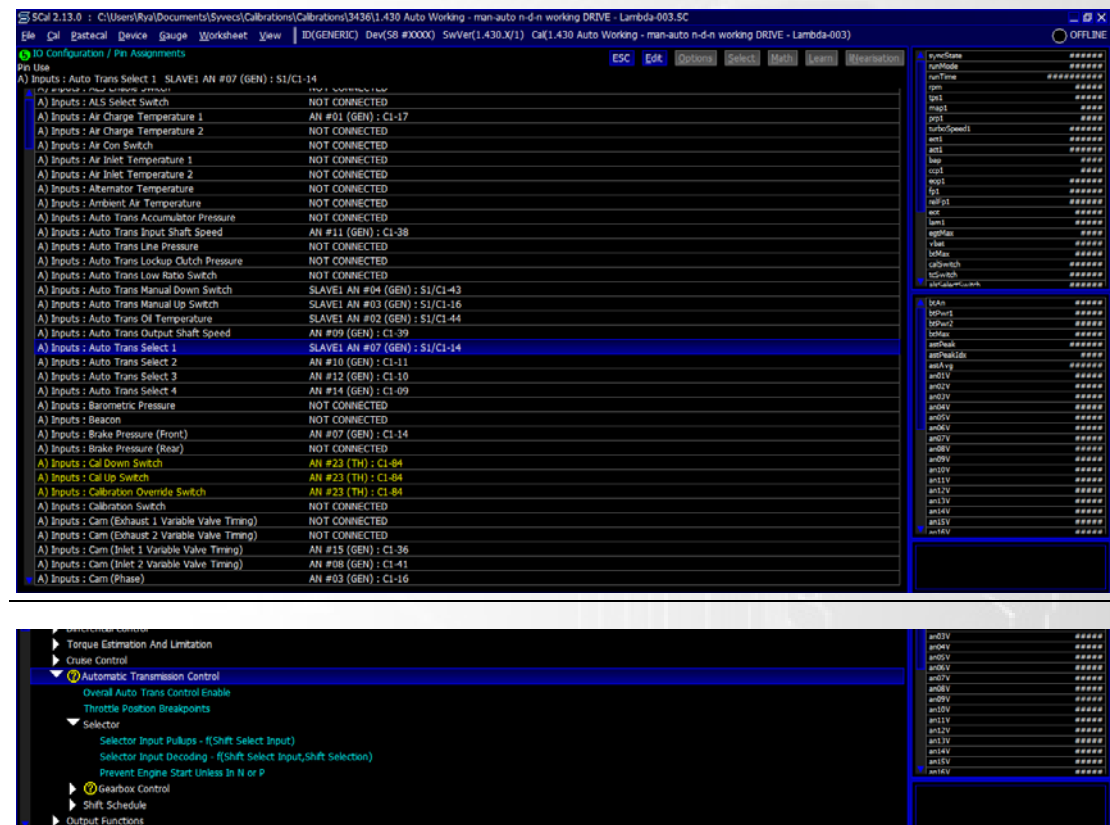 SCal 2.13.0 : C:\Users\Rya\Documents\Syvecs\Calibrations\Calibrations\3436\1.430 Auto Working - man-auto n-d-n working DRIVE - Lambda-003.SC
File Cal Pastecal Device Gauge Worksheet View ID(GENERIC) Dev(S8 #XXXX) SwVer(1.430.X/1) Cal(1.430 Auto Working - man-auto n-d-n working DRIVE - Lambda-003) OFFLINE
IO Configuration / Pin Assignments ESC Edit Options Select Math Learn
Pin Use
A) Inputs : Auto Trans Select 1 SLAVE1 AN #07 (GEN) : S1/C1-14
A) Inputs : ALS Enable Switch NOT CONNECTED
A) Inputs : ALS Select Switch NOT CONNECTED
A) Inputs : Air Charge Temperature 1 AN #01 (GEN) : C1-17
A) Inputs : Air Charge Temperature 2 NOT CONNECTED
A) Inputs : Air Con Switch NOT CONNECTED
A) Inputs : Air Inlet Temperature 1 NOT CONNECTED
A) Inputs : Air Inlet Temperature 2 NOT CONNECTED
A) Inputs : Alternator Temperature NOT CONNECTED
A) Inputs : Ambient Air Temperature NOT CONNECTED
A) Inputs : Auto Trans Accumulator Pressure NOT CONNECTED
A) Inputs : Auto Trans Input Shaft Speed AN #11 (GEN) : C1-38
A) Inputs : Auto Trans Line Pressure NOT CONNECTED
A) Inputs : Auto Trans Lockup Clutch Pressure NOT CONNECTED
A) Inputs : Auto Trans Low Ratio Switch NOT CONNECTED
A) Inputs : Auto Trans Manual Down Switch SLAVE1 AN #04 (GEN) : S1/C1-43
A) Inputs : Auto Trans Manual Up Switch SLAVE1 AN #03 (GEN) : S1/C1-16
A) Inputs : Auto Trans Oil Temperature SLAVE1 AN #02 (GEN) : S1/C1-44
A) Inputs : Auto Trans Output Shaft Speed AN #09 (GEN) : C1-39
A) Inputs : Auto Trans Select 1 SLAVE1 AN #07 (GEN) : S1/C1-14
A) Inputs : Auto Trans Select 2 AN #10 (GEN) : C1-11
A) Inputs : Auto Trans Select 3 AN #12 (GEN) : C1-10
A) Inputs : Auto Trans Select 4 AN #14 (GEN) : C1-09
A) Inputs : Barometric Pressure NOT CONNECTED
A) Inputs : Beacon NOT CONNECTED
A) Inputs : Brake Pressure (Front) AN #07 (GEN) : C1-14
A) Inputs : Brake Pressure (Rear) NOT CONNECTED
A) Inputs : Cal Down Switch AN #23 (TH) : C1-84
A) Inputs : Cal Up Switch AN #23 (TH) : C1-84
A) Inputs : Calibration Override Switch AN #23 (TH) : C1-84
A) Inputs : Calibration Switch NOT CONNECTED
A) Inputs : Cam (Exhaust 1 Variable Valve Timing) NOT CONNECTED
A) Inputs : Cam (Exhaust 2 Variable Valve Timing) NOT CONNECTED
A) Inputs : Cam (Inlet 1 Variable Valve Timing) AN #15 (GEN) : C1-36
A) Inputs : Cam (Inlet 2 Variable Valve Timing) AN #08 (GEN) : C1-41
A) Inputs : Cam (Phase) AN #03 (GEN) : C1-16
syncState ######
runMode ######
runTime ##########
rpm #####
tps1 #####
map1 ####
prp1 ####
turboSpeed1 ######
ect1 ######
act1 ######
bap ####
ccp1 ####
eop1 ######
fp1 ######
relFp1 ######
eot #####
lam1 #####
egtMax ####
vbat #####
btMax #####
calSwitch ######
tcSwitch ######
btAn #####
btPwr1 #####
btPwr2 #####
btMax #####
astPeak ######
astPeakIdx ####
astAvg ######
an01V #####
an02V #####
an03V #####
an04V #####
an05V #####
an06V #####
an07V #####
an08V #####
an09V #####
an10V #####
an11V #####
an12V #####
an13V #####
an14V #####
an15V #####
an16V #####
Differential Control
Torque Estimation And Limitation
Cruise Control
Automatic Transmission Control
Overall Auto Trans Control Enable
Throttle Position Breakpoints
Selector
Selector Input Pullups - f(Shift Select Input)
Selector Input Decoding - f(Shift Select Input,Shift Selection)
Prevent Engine Start Unless In N or P
Gearbox Control
Shift Schedule
Output Functions
an03V #####
an04V #####
an05V #####
an06V #####
an07V #####
an08V #####
an09V #####
an10V #####
an11V #####
an12V #####
an13V #####
an14V #####
an15V #####
an16V #####